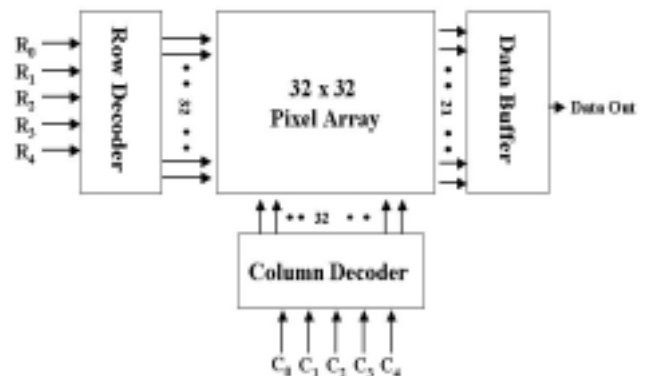 R0
R1
R2
R3
R4
Row Decoder
32
32 x 32
Pixel Array
21
Data Buffer
Data Out
32
Column Decoder
C0 C1 C2 C3 C4